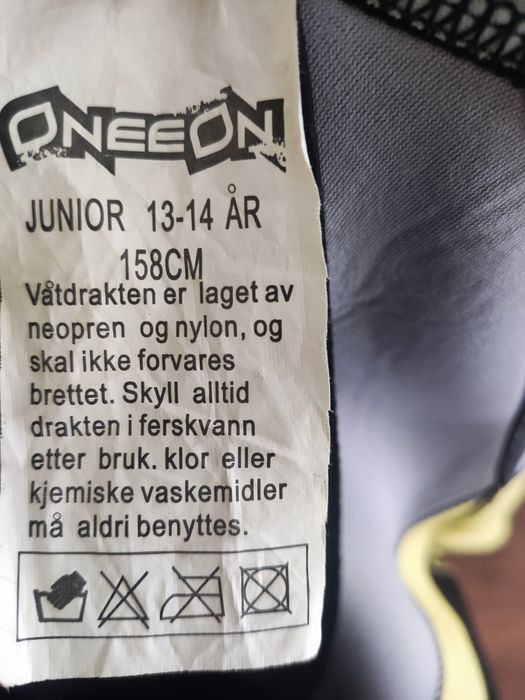 ONEEON
JUNIOR 13-14 ÅR
158CM
Våtdrakten er laget av
neopren og nylon, og
skal ikke forvares
brettet. Skyll alltid
drakten i ferskvann
etter bruk. klor eller
kjemiske vaskemidler
må aldri benyttes.